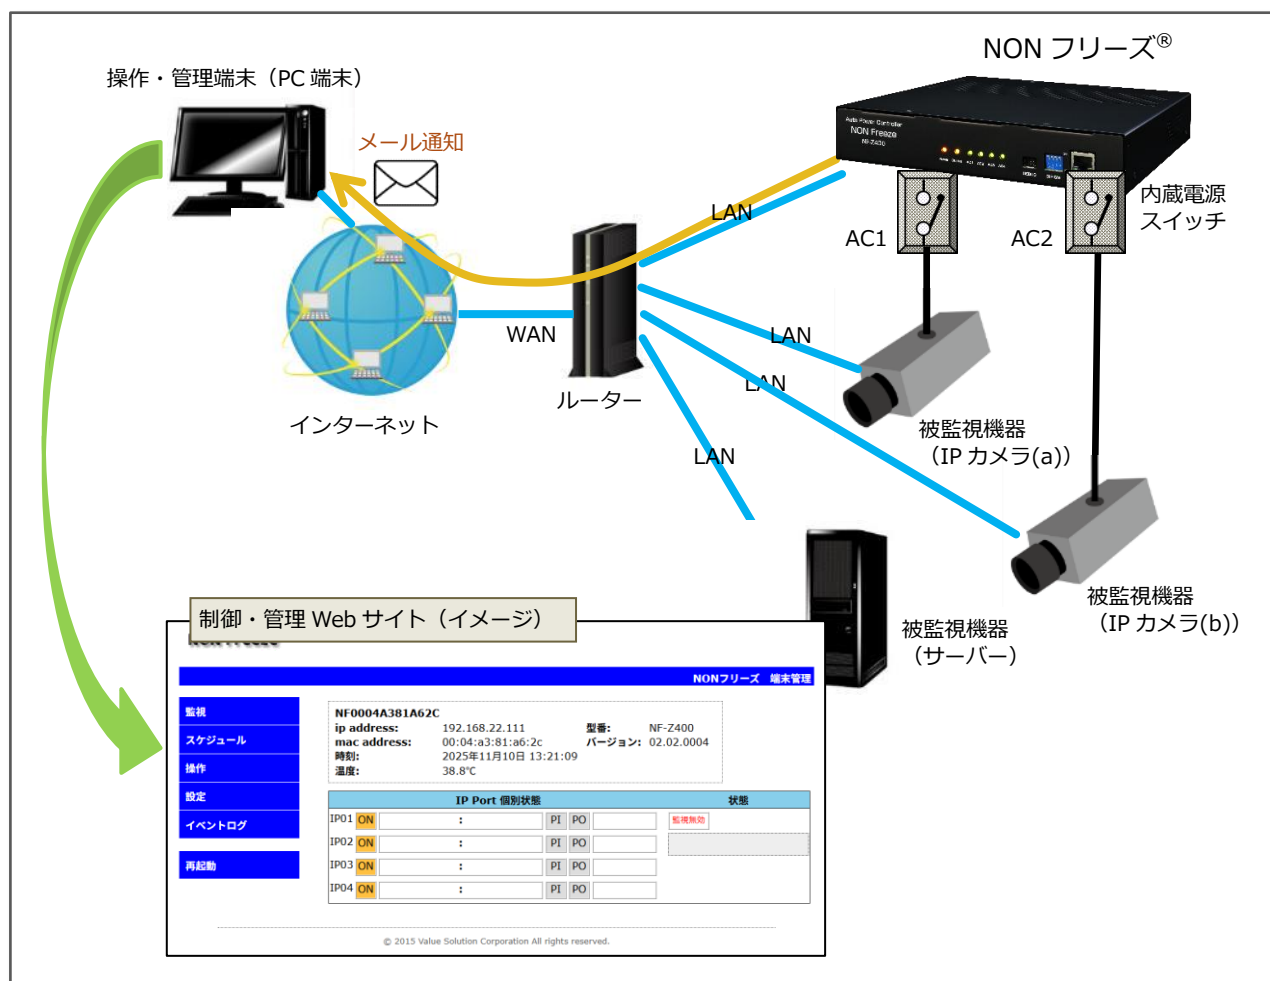 NON フリーズ®
操作・管理端末（PC 端末）
メール通知
Auto Power Controller
NON Freeze
NF-Z400
LAN
内蔵電源
スイッチ
AC1
AC2
WAN
LAN
LAN
ルーター
インターネット
被監視機器
（IP カメラ(a)）
LAN
被監視機器
（IP カメラ(b)）
被監視機器
（サーバー）
制御・管理 Web サイト（イメージ）
NONフリーズ 端末管理
監視
スケジュール
操作
設定
イベントログ
再起動
NF0004A381A62C
ip address: 192.168.22.111 型番: NF-Z400
mac address: 00:04:a3:81:a6:2c バージョン: 02.02.0004
時刻: 2025年11月10日 13:21:09
温度: 38.8℃
IP Port 個別状態 状態
IP01 ON : PI PO 監視無効
IP02 ON : PI PO
IP03 ON : PI PO
IP04 ON : PI PO
© 2015 Value Solution Corporation All rights reserved.